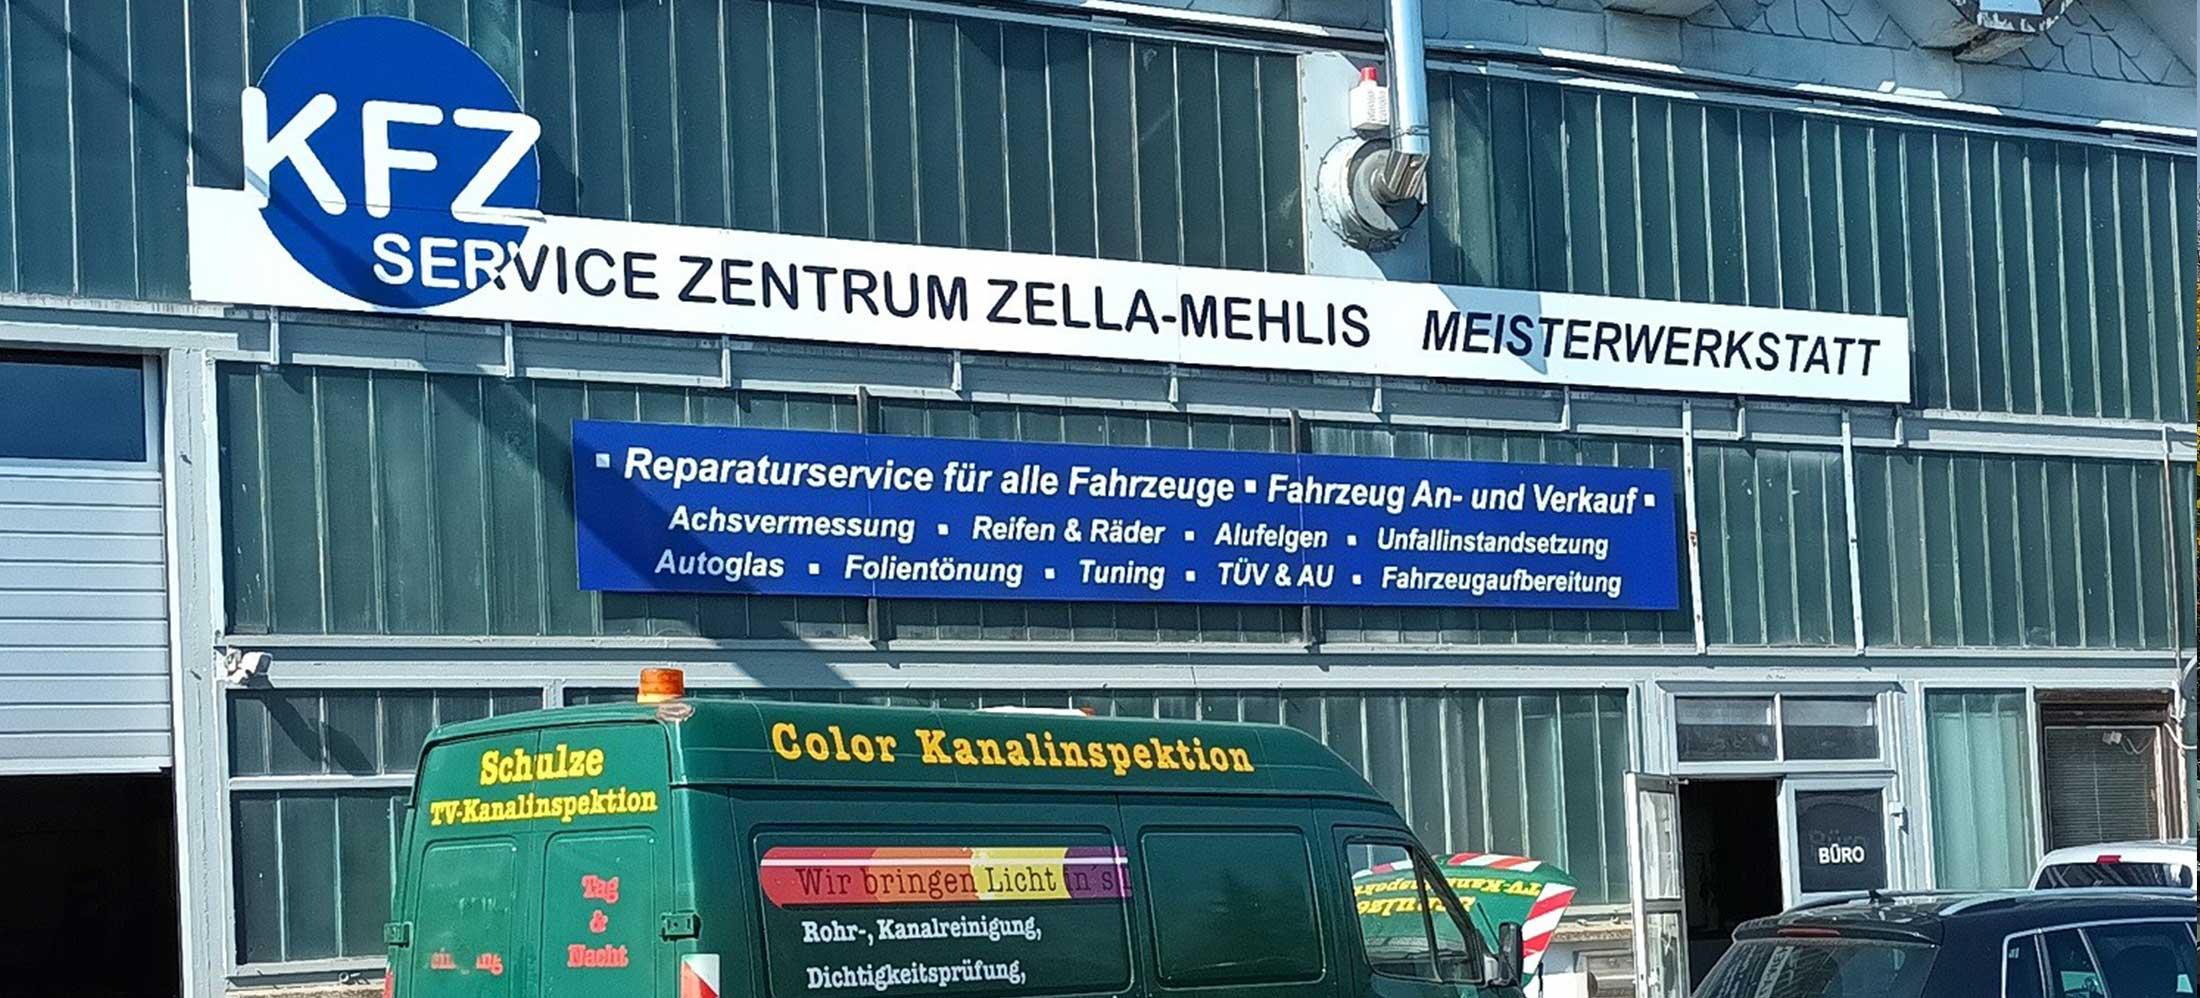 KFZ
SERVICE ZENTRUM ZELLA-MEHLIS MEISTERWERKSTATT
▪ Reparaturservice für alle Fahrzeuge ▪ Fahrzeug An- und Verkauf ▪
Achsvermessung ▪ Reifen & Räder ▪ Alufelgen ▪ Unfallinstandsetzung
Autoglas ▪ Folientönung ▪ Tuning ▪ TÜV & AU ▪ Fahrzeugaufbereitung
Schulze
TV-Kanalinspektion
Tag
&
Nacht
Color Kanalinspektion
Wir bringen Licht in's
Rohr-, Kanalreinigung,
Dichtigkeitsprüfung,
BÜRO